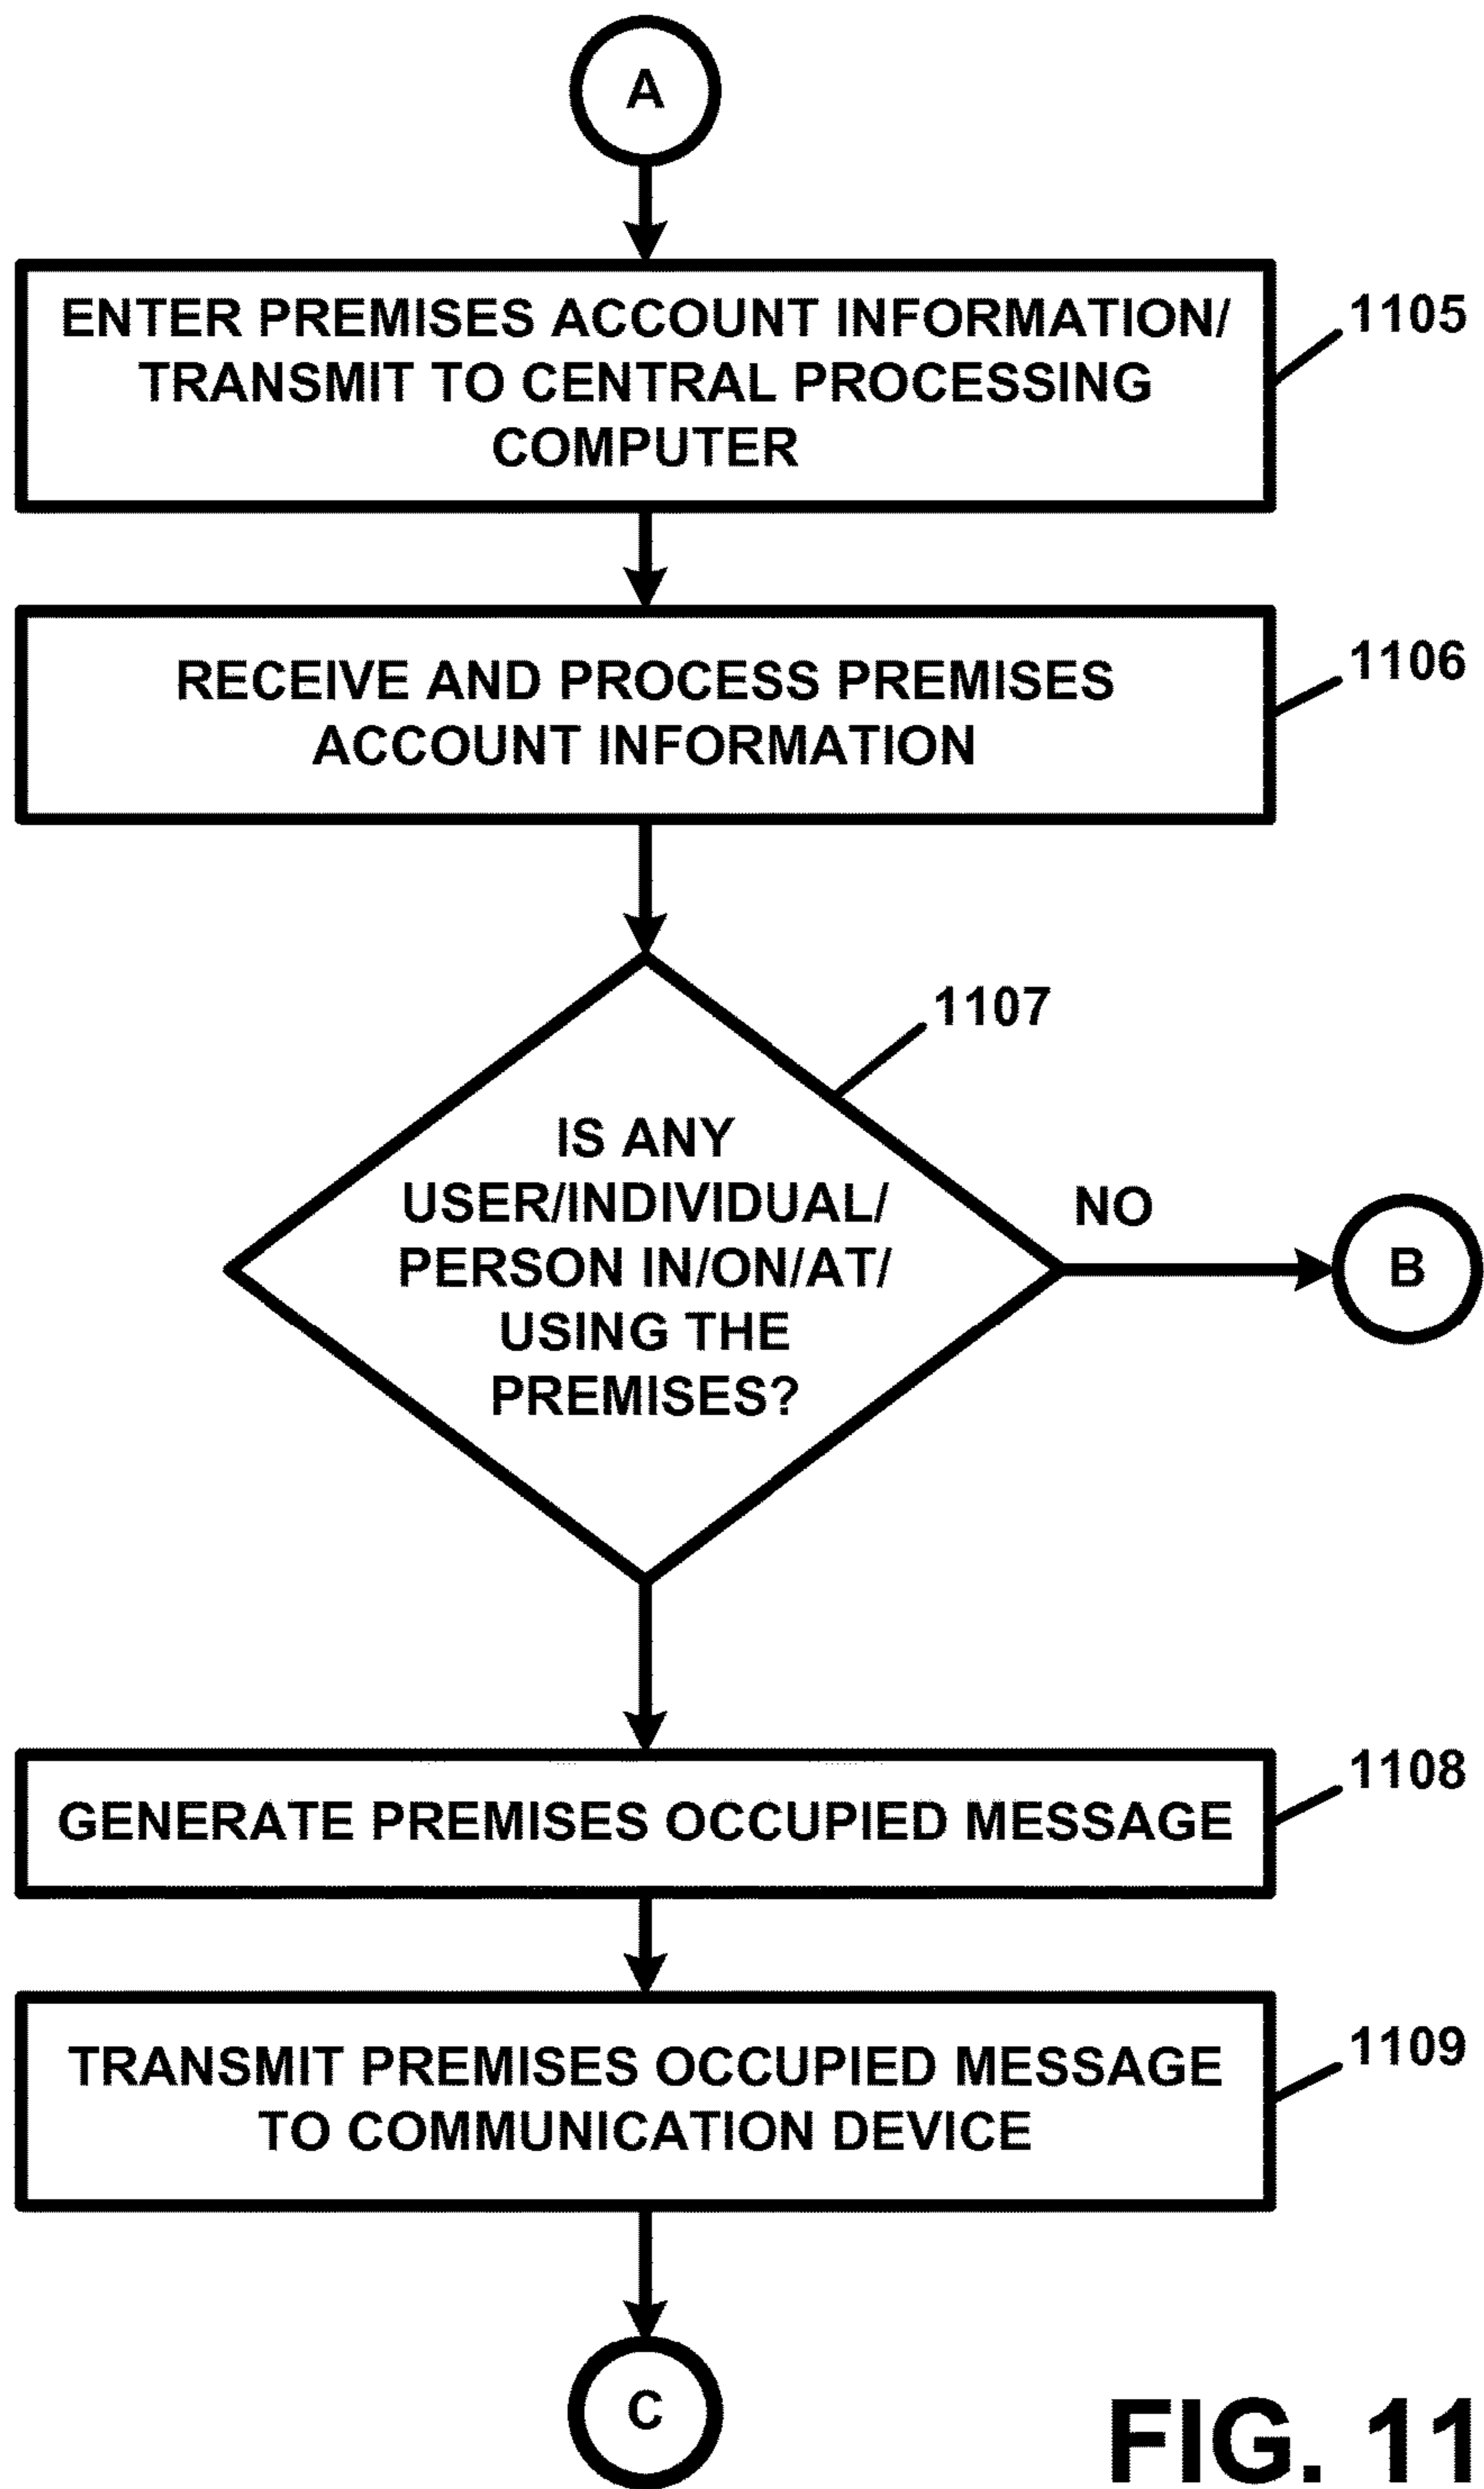 A
ENTER PREMISES ACCOUNT INFORMATION/
TRANSMIT TO CENTRAL PROCESSING
COMPUTER
1105
RECEIVE AND PROCESS PREMISES
ACCOUNT INFORMATION
1106
1107
IS ANY
USER/INDIVIDUAL/
PERSON IN/ON/AT/
USING THE
PREMISES?
NO
B
GENERATE PREMISES OCCUPIED MESSAGE
1108
TRANSMIT PREMISES OCCUPIED MESSAGE
TO COMMUNICATION DEVICE
1109
C
FIG. 11